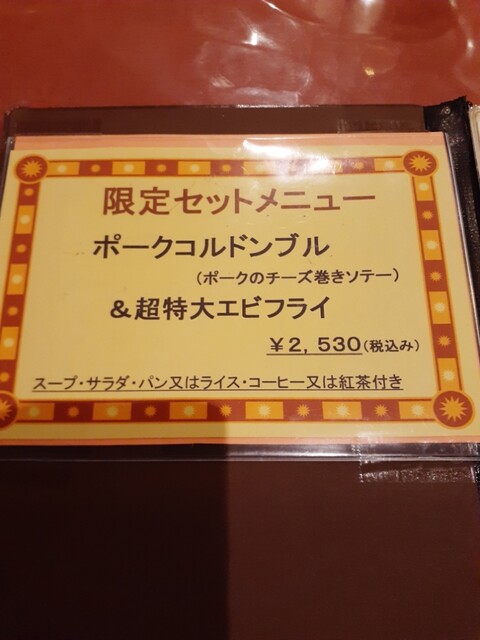 限定セットメニュー
ポークコルドンブル
(ポークのチーズ巻きソテー)
&超特大エビフライ
¥2,530(税込み)
スープ・サラダ・パン又はライス・コーヒー又は紅茶付き